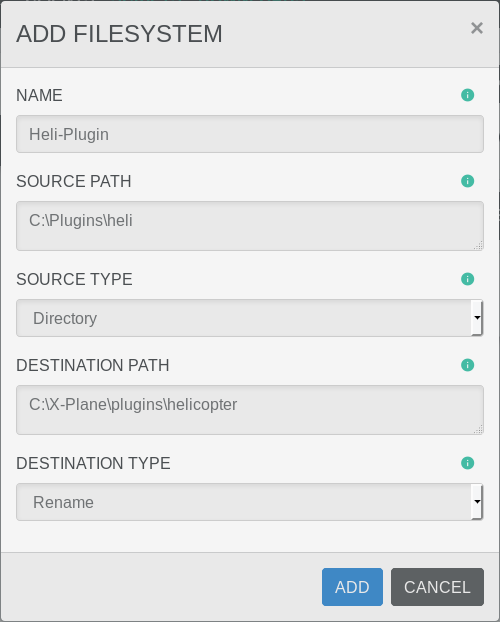 ADD FILESYSTEM ×
NAME
Heli-Plugin
SOURCE PATH
C:\Plugins\heli
SOURCE TYPE
Directory
DESTINATION PATH
C:\X-Plane\plugins\helicopter
DESTINATION TYPE
Rename
ADD CANCEL